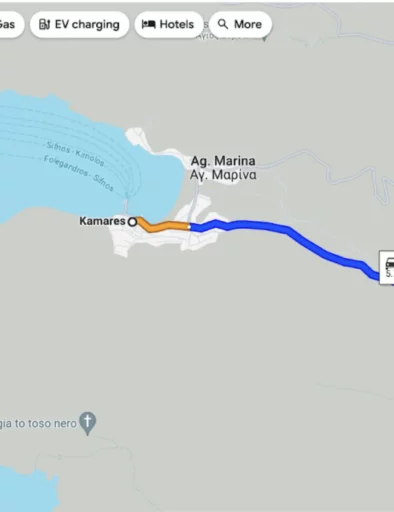 Gas
EV charging
Hotels
More
Ag. Marina
Αγ. Μαρίνα
Sifnos - Kimolos
Folegandros - Sifnos
Kamares
gia to toso nero